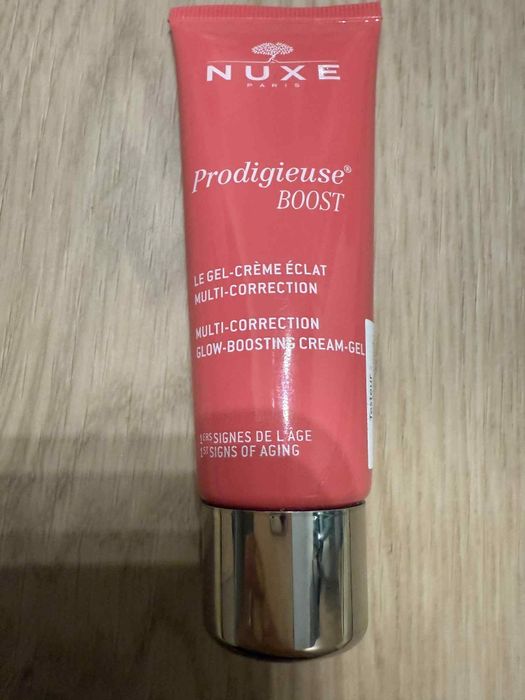 NUXE
PARIS
Prodigieuse®
BOOST
LE GEL-CRÈME ÉCLAT
MULTI-CORRECTION
MULTI-CORRECTION
GLOW-BOOSTING CREAM-GEL
1ERS SIGNES DE L'ÂGE
1ST SIGNS OF AGING
Testeur